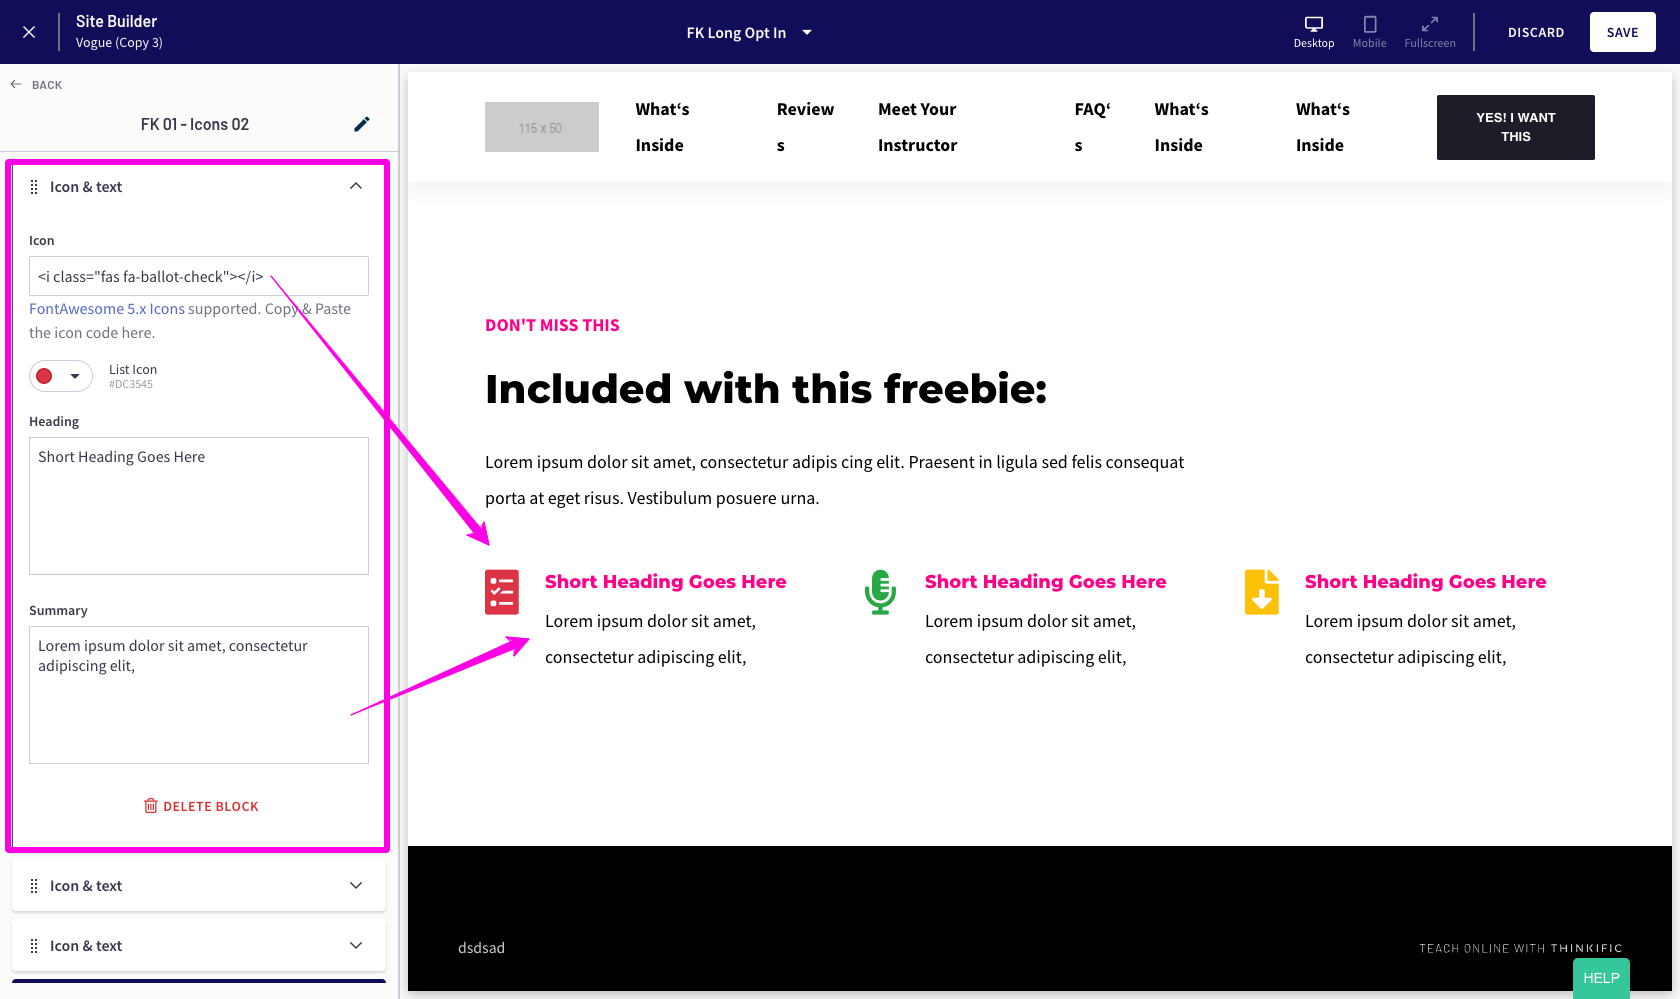 Site Builder
Vogue (Copy 3)
FK Long Opt In
Desktop
Mobile
Fullscreen
DISCARD
SAVE
BACK
FK 01 - Icons 02
Icon & text
Icon
<i class="fas fa-ballot-check"></i>
FontAwesome 5.x Icons supported. Copy & Paste
the icon code here.
List Icon
#DC3545
Heading
Short Heading Goes Here
Summary
Lorem ipsum dolor sit amet, consectetur
adipiscing elit,
DELETE BLOCK
Icon & text
Icon & text
115 x 50
What‘s
Inside
Review
s
Meet Your
Instructor
FAQ‘
s
What‘s
Inside
What‘s
Inside
YES! I WANT
THIS
DON'T MISS THIS
Included with this freebie:
Lorem ipsum dolor sit amet, consectetur adipis cing elit. Praesent in ligula sed felis consequat
porta at eget risus. Vestibulum posuere urna.
Short Heading Goes Here
Lorem ipsum dolor sit amet,
consectetur adipiscing elit,
Short Heading Goes Here
Lorem ipsum dolor sit amet,
consectetur adipiscing elit,
Short Heading Goes Here
Lorem ipsum dolor sit amet,
consectetur adipiscing elit,
dsdsad
TEACH ONLINE WITH THINKIFIC
HELP